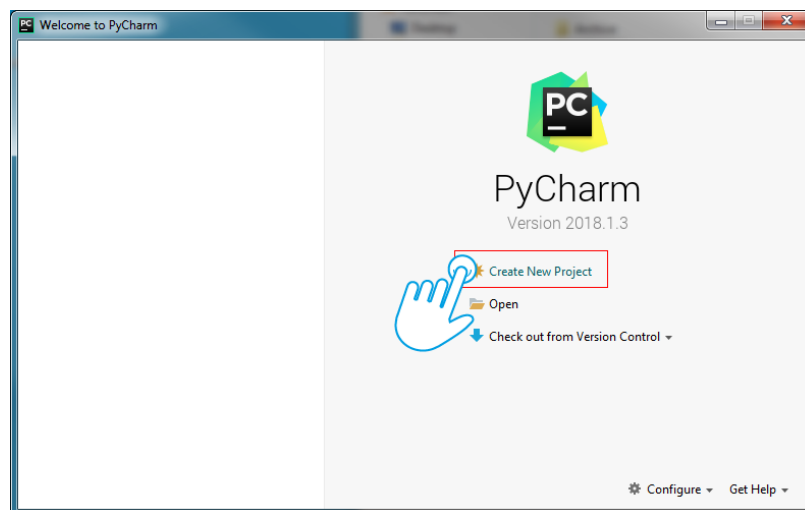 Welcome to PyCharm
PC
PyCharm
Version 2018.1.3
Create New Project
Open
Check out from Version Control
Configure
Get Help